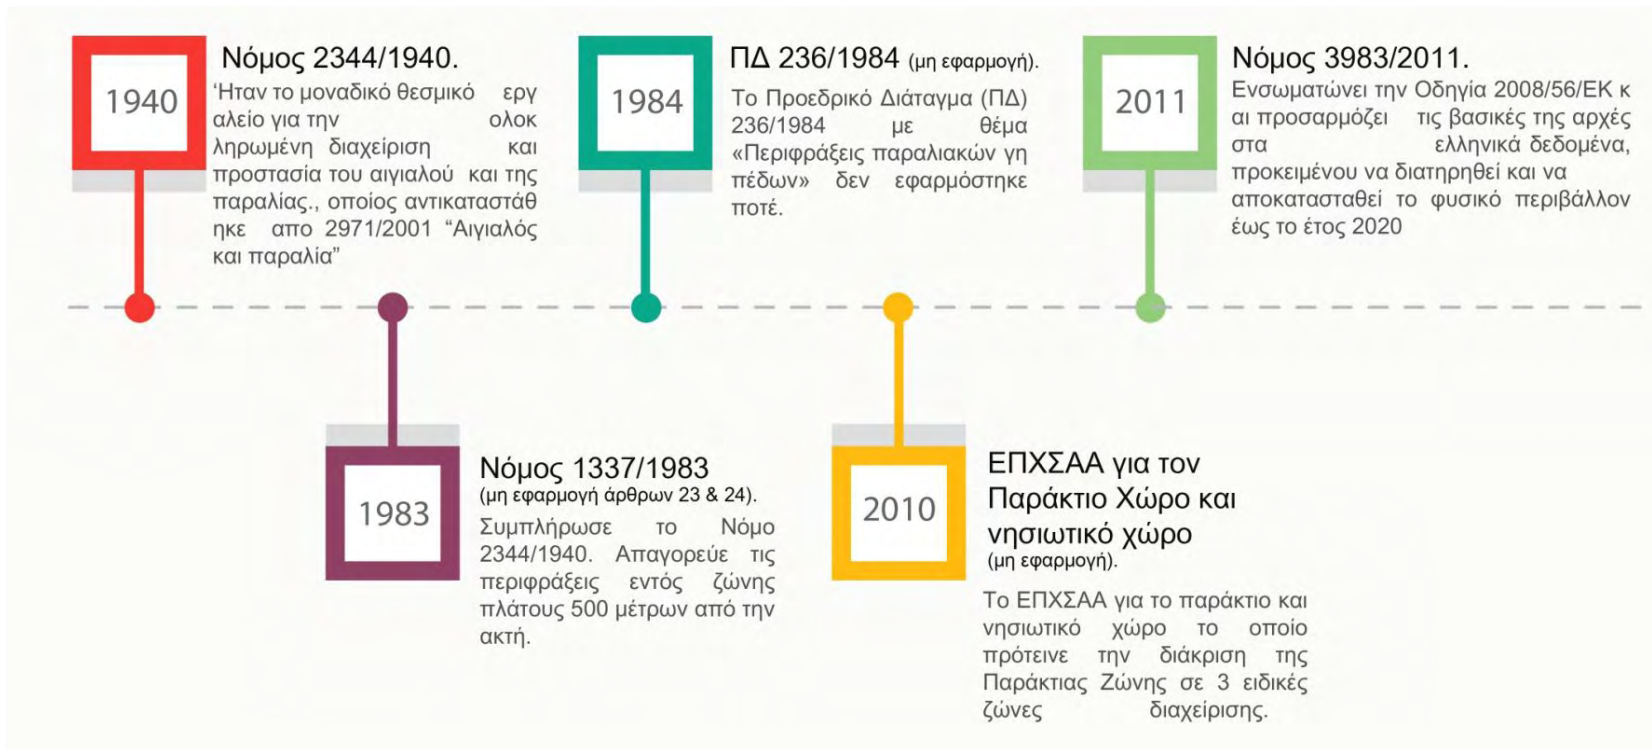 1940
Νόμος 2344/1940.
‘Ηταν το μοναδικό θεσμικό εργ
αλείο για την ολοκ
ληρωμένη διαχείριση και
προστασία του αιγιαλού και της
παραλίας., οποίος αντικαταστάθ
ηκε απο 2971/2001 “Αιγιαλός
και παραλία”
1984
ΠΔ 236/1984 (μη εφαρμογή).
Το Προεδρικό Διάταγμα (ΠΔ)
236/1984 με θέμα
«Περιφράξεις παραλιακών γη
πέδων» δεν εφαρμόστηκε
ποτέ.
2011
Νόμος 3983/2011.
Ενσωματώνει την Οδηγία 2008/56/ΕΚ κ
αι προσαρμόζει τις βασικές της αρχές
στα ελληνικά δεδομένα,
προκειμένου να διατηρηθεί και να
αποκατασταθεί το φυσικό περιβάλλον
έως το έτος 2020
1983
Νόμος 1337/1983
(μη εφαρμογή άρθρων 23 & 24).
Συμπλήρωσε το Νόμο
2344/1940. Απαγορεύε τις
περιφράξεις εντός ζώνης
πλάτους 500 μέτρων από την
ακτή.
2010
ΕΠΧΣΑΑ για τον
Παράκτιο Χώρο και
νησιωτικό χώρο
(μη εφαρμογή).
Το ΕΠΧΣΑΑ για το παράκτιο και
νησιωτικό χώρο το οποίο
πρότεινε την διάκριση της
Παράκτιας Ζώνης σε 3 ειδικές
ζώνες διαχείρισης.